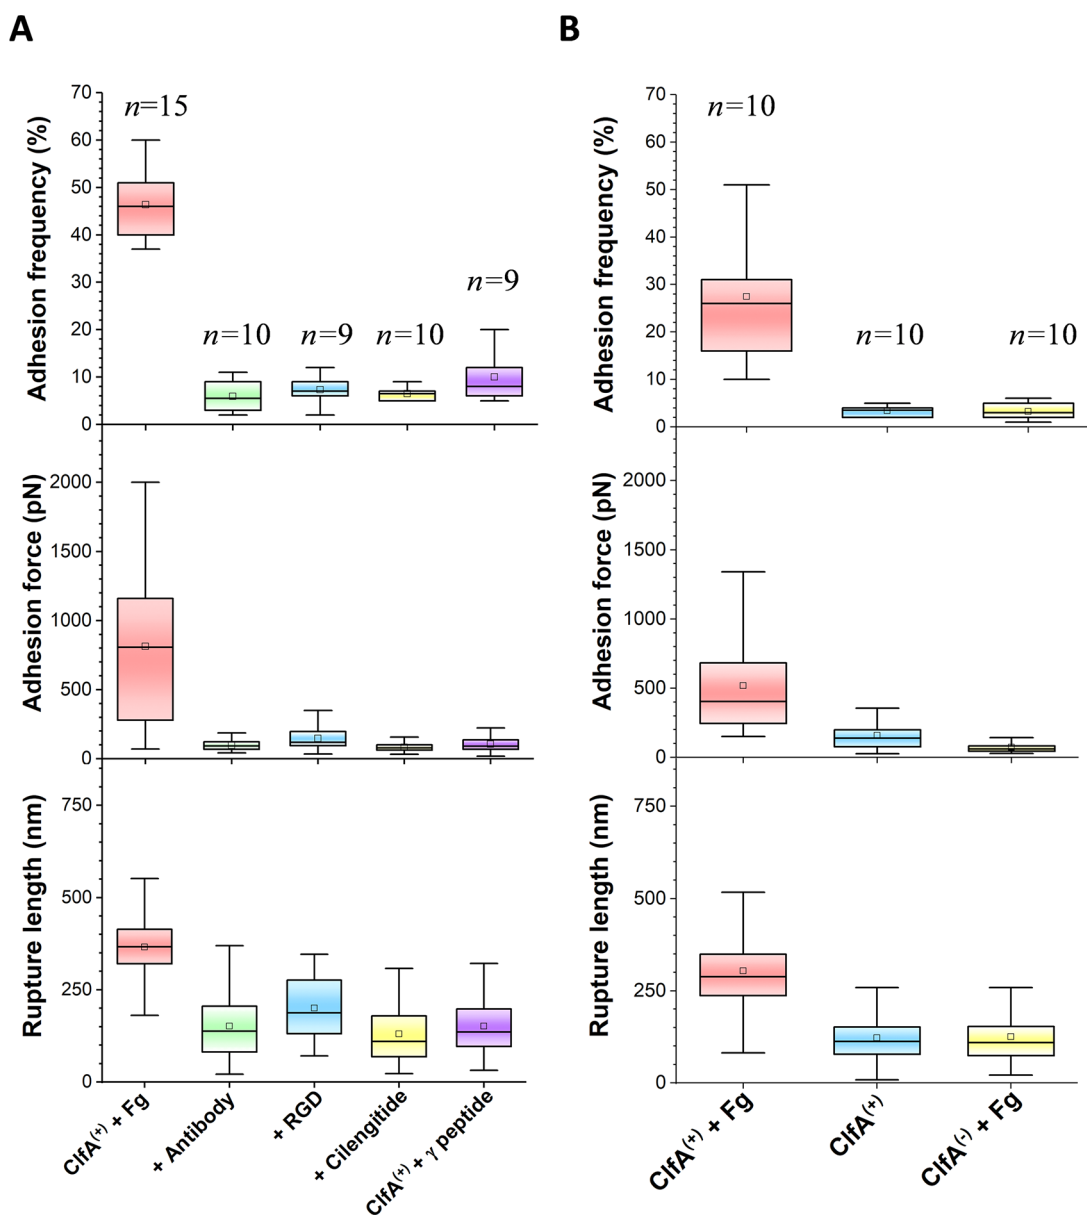 A
B
Adhesion frequency (%)
70
60
50
40
30
20
10
0
n=15
n=10
n=9
n=10
n=9
Adhesion force (pN)
2000
1500
1000
500
0
Rupture length (nm)
750
500
250
0
ClfA(+) + Fg
+ Antibody
+ RGD
+ Cilengitide
ClfA(+) + γ peptide
Adhesion frequency (%)
70
60
50
40
30
20
10
0
n=10
n=10
n=10
Adhesion force (pN)
2000
1500
1000
500
0
Rupture length (nm)
750
500
250
0
ClfA(+) + Fg
ClfA(+)
ClfA(-) + Fg